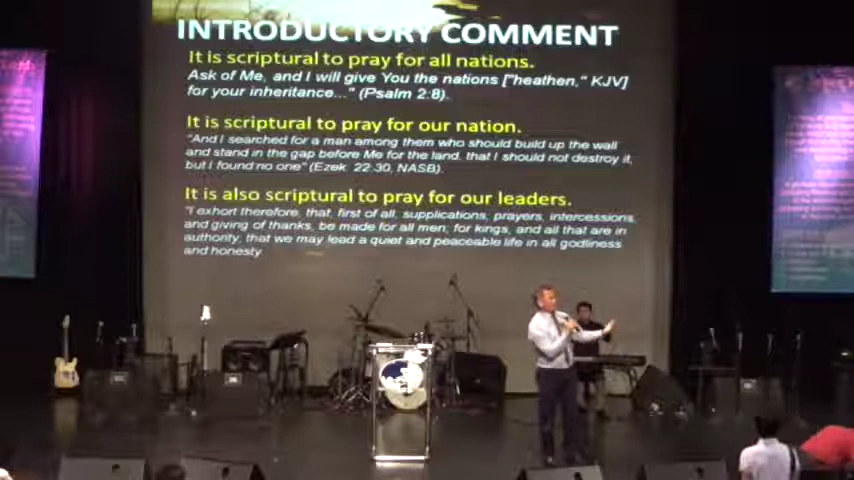 INTRODUCTORY COMMENT
It is scriptural to pray for all nations.
Ask of Me, and I will give You the nations ["heathen," KJV]
for your inheritance..." (Psalm 2:8).
It is scriptural to pray for our nation.
"And I searched for a man among them who should build up the wall
and stand in the gap before Me for the land, that I should not destroy it,
but I found no one" (Ezek. 22:30, NASB).
It is also scriptural to pray for our leaders.
"I exhort therefore, that, first of all, supplications, prayers, intercessions,
and giving of thanks, be made for all men; for kings, and all that are in
authority; that we may lead a quiet and peaceable life in all godliness
and honesty